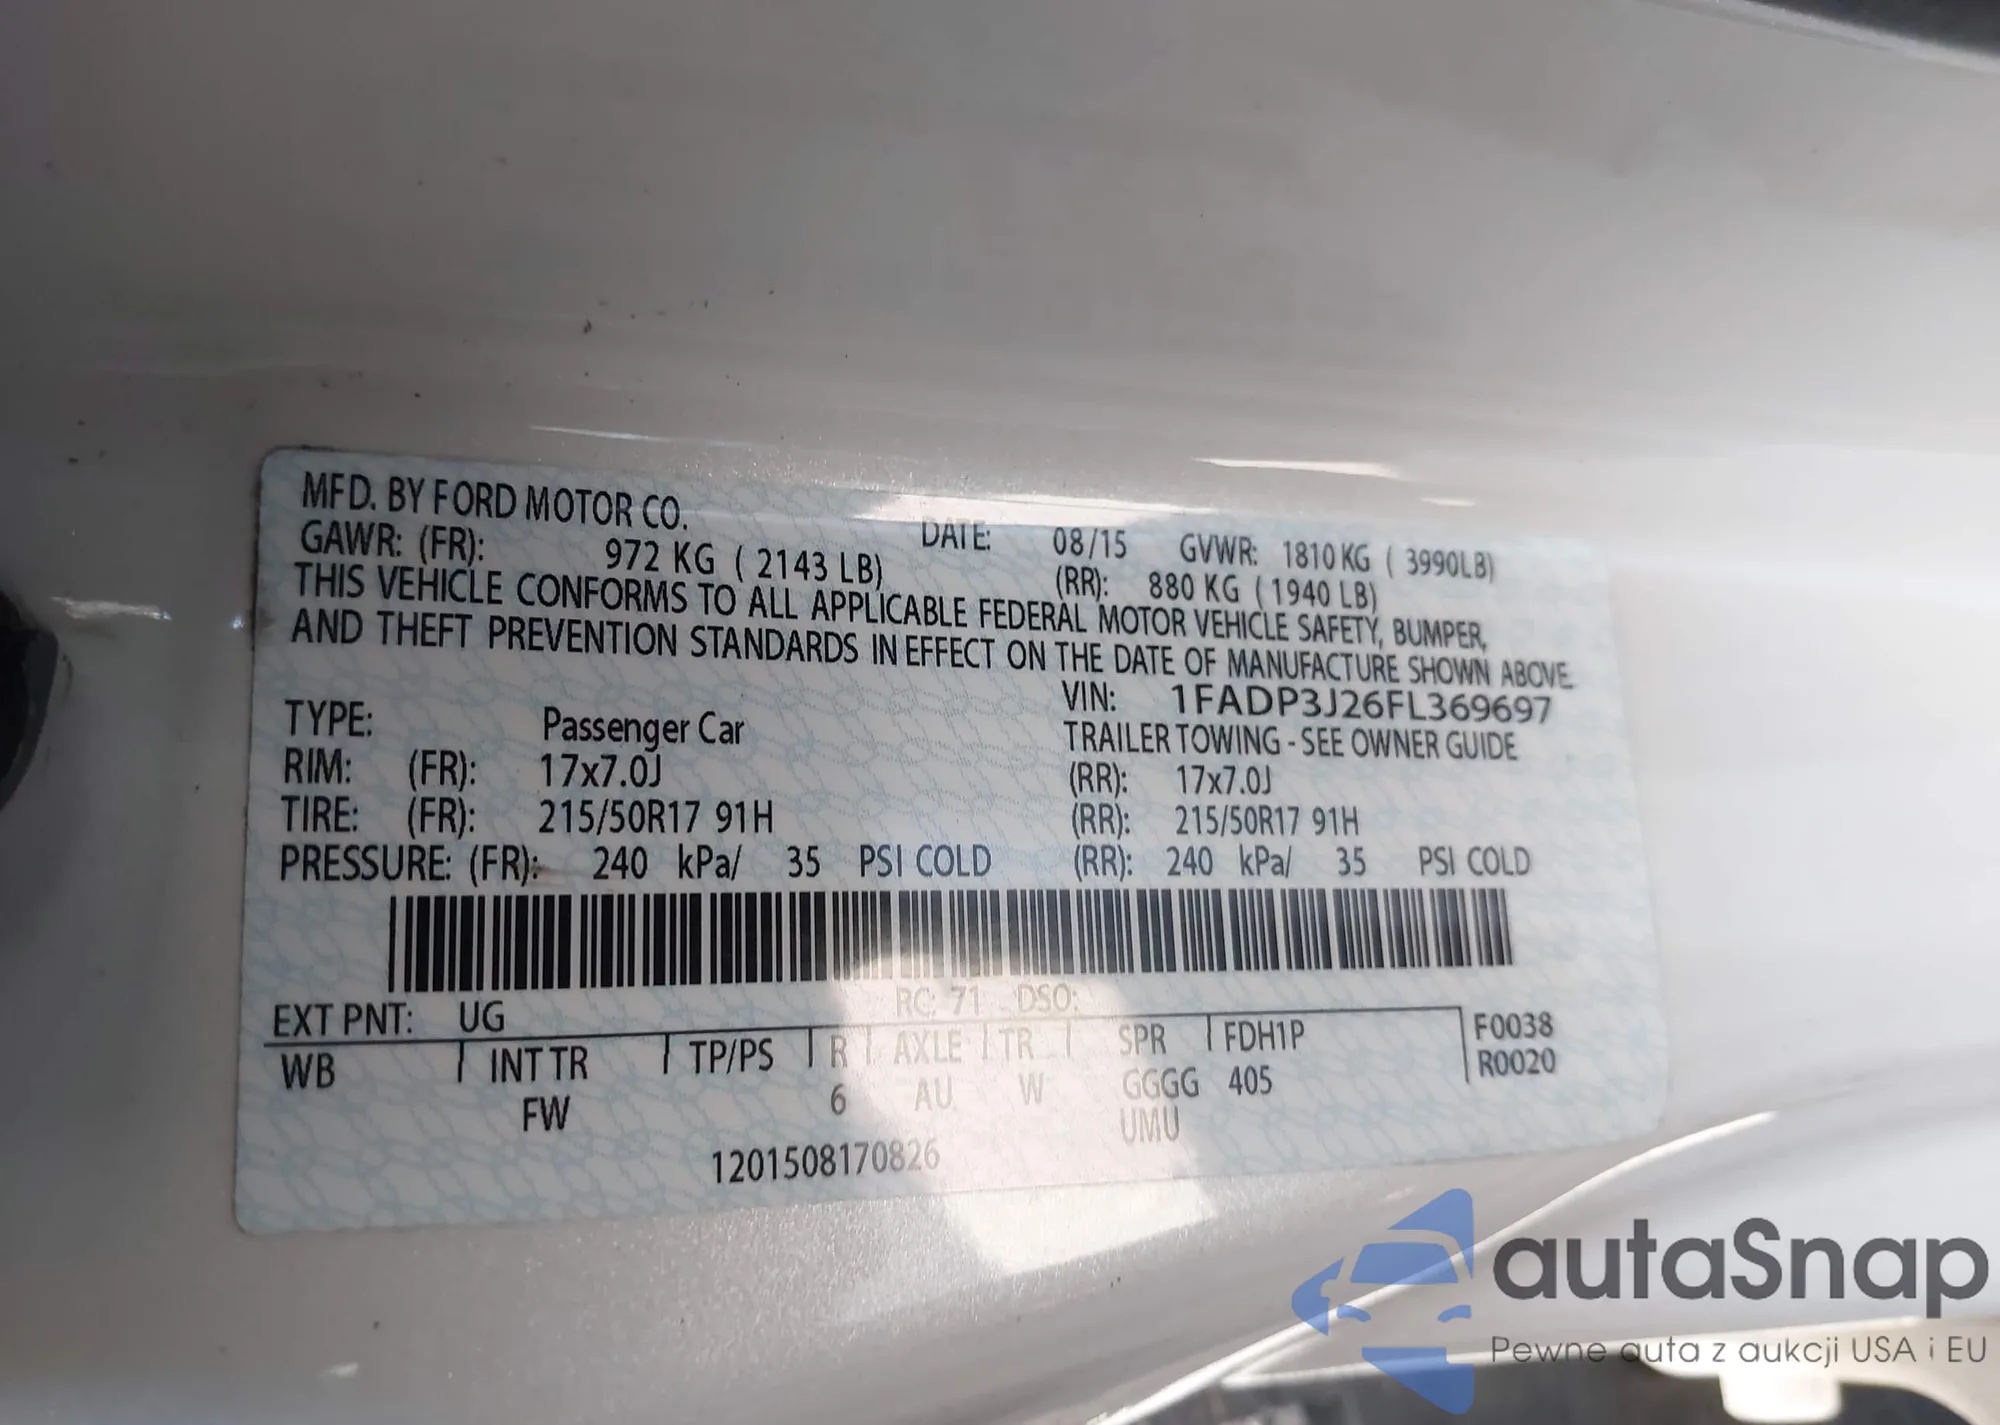 MFD. BY FORD MOTOR CO. DATE: 08/15 GVWR: 1810 KG ( 3990LB)
GAWR: (FR): 972 KG ( 2143 LB) (RR): 880 KG ( 1940 LB)
THIS VEHICLE CONFORMS TO ALL APPLICABLE FEDERAL MOTOR VEHICLE SAFETY, BUMPER,
AND THEFT PREVENTION STANDARDS IN EFFECT ON THE DATE OF MANUFACTURE SHOWN ABOVE.
VIN: 1FADP3J26FL369697
TYPE: Passenger Car TRAILER TOWING - SEE OWNER GUIDE
RIM: (FR): 17x7.0J (RR): 17x7.0J
TIRE: (FR): 215/50R17 91H (RR): 215/50R17 91H
PRESSURE: (FR): 240 kPa/ 35 PSI COLD (RR): 240 kPa/ 35 PSI COLD
EXT PNT: UG RC: 71 DSO: F0038
WB INT TR TP/PS R AXLE TR SPR FDH1P R0020
FW 6 AU W GGGG 405
UMU
1201508170826
autaSnap
Pewne auta z aukcji USA i EU